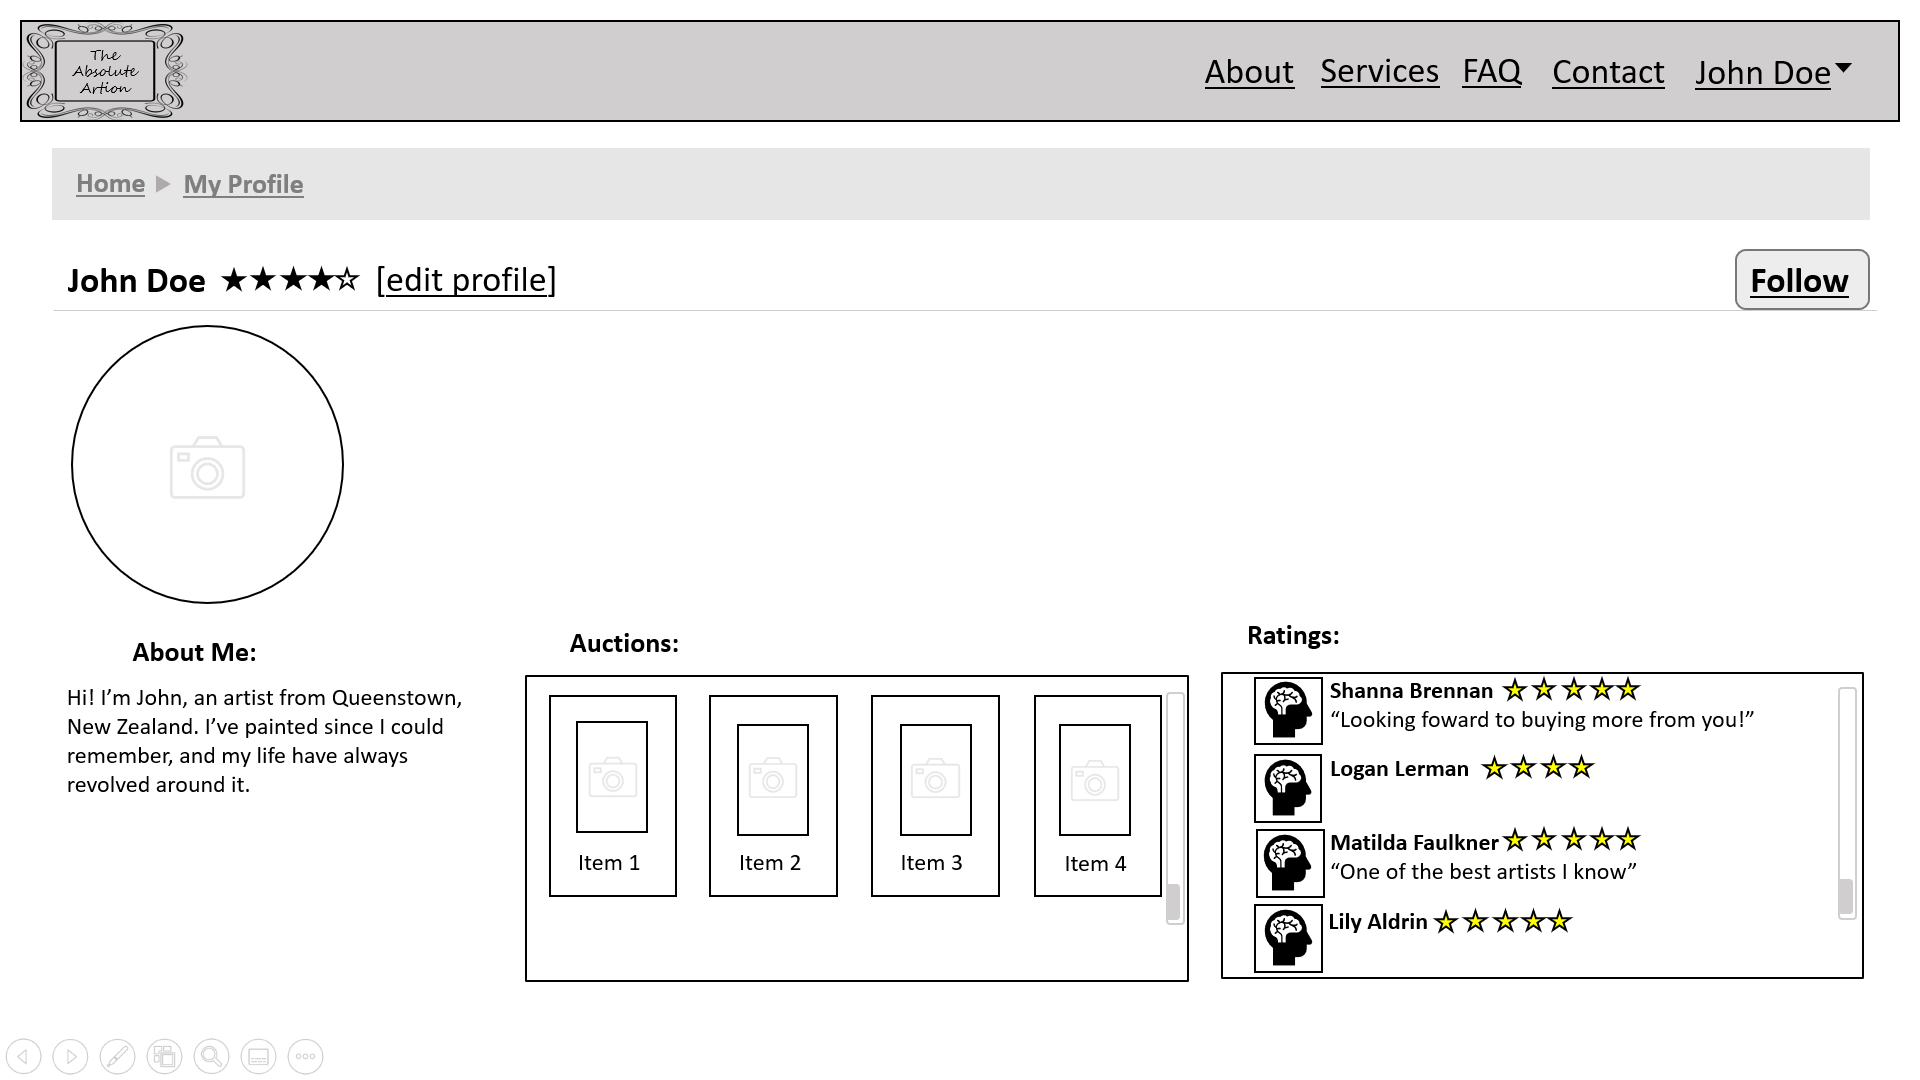 The
Absolute
Artion
About Services FAQ Contact John Doe
Home My Profile
John Doe ★★★★☆ [edit profile]
Follow
About Me:
Hi! I’m John, an artist from Queenstown,
New Zealand. I’ve painted since I could
remember, and my life have always
revolved around it.
Auctions:
Item 1
Item 2
Item 3
Item 4
Ratings:
Shanna Brennan
“Looking foward to buying more from you!”
Logan Lerman
Matilda Faulkner
“One of the best artists I know”
Lily Aldrin